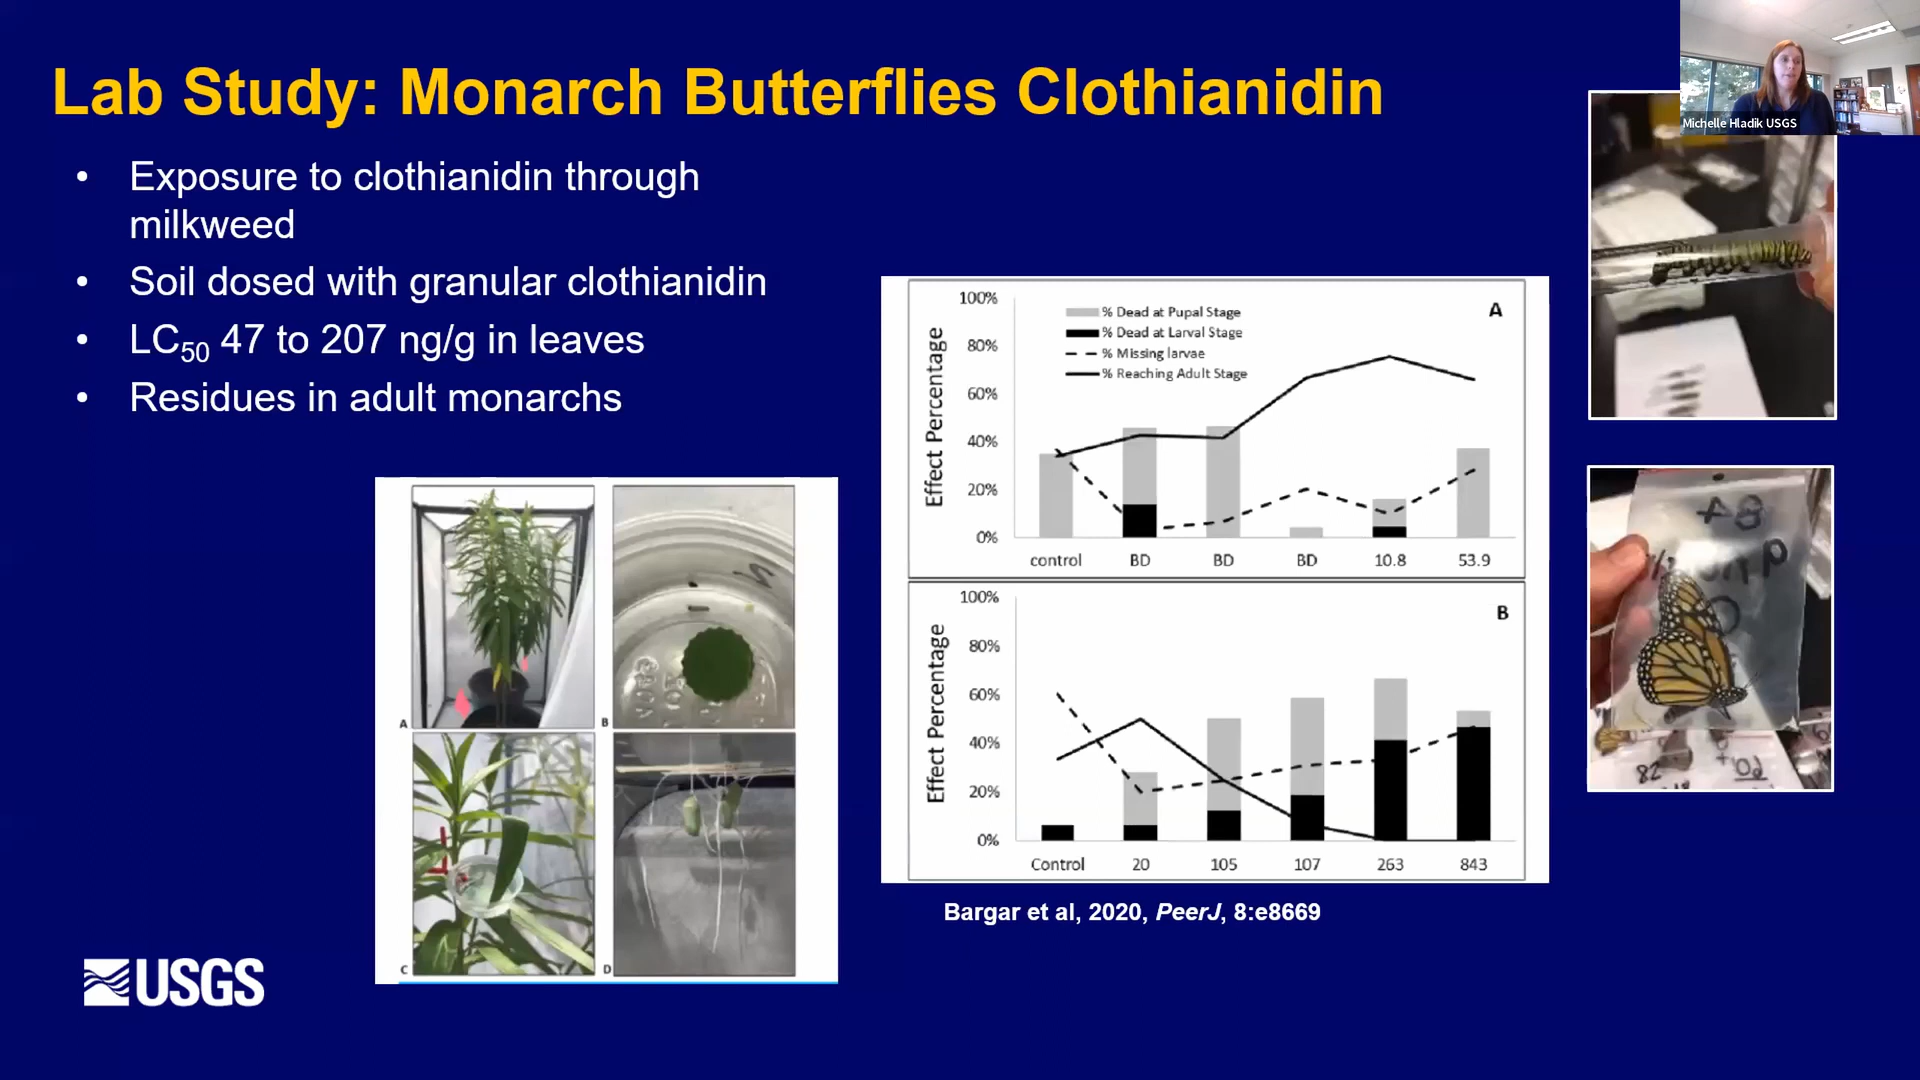 Lab Study: Monarch Butterflies Clothianidin
Michelle Hladik USGS
• Exposure to clothianidin through
milkweed
• Soil dosed with granular clothianidin
• LC50 47 to 207 ng/g in leaves
• Residues in adult monarchs
A
B
C
D
Effect Percentage
100%
80%
60%
40%
20%
0%
% Dead at Pupal Stage
% Dead at Larval Stage
% Missing larvae
% Reaching Adult Stage
A
control BD BD BD 10.8 53.9
Effect Percentage
100%
80%
60%
40%
20%
0%
B
Control 20 105 107 263 843
Bargar et al, 2020, PeerJ, 8:e8669
USGS